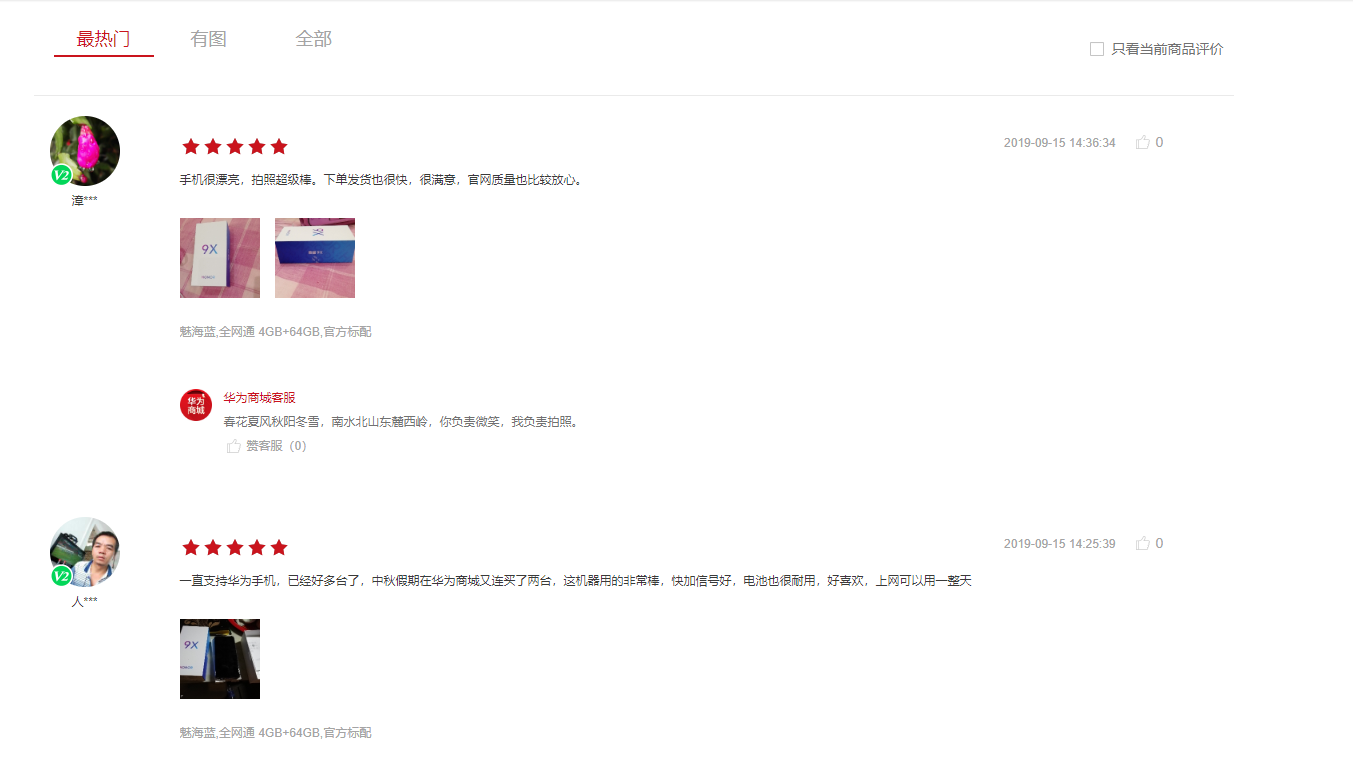 最热门
有图
全部
只看当前商品评价
2019-09-15 14:36:34
0
手机很漂亮，拍照超级棒。下单发货也很快，很满意，官网质量也比较放心。
V2
漳***
9X
HONOR
魅海蓝,全网通 4GB+64GB,官方标配
华为
商城
华为商城客服
春花夏风秋阳冬雪，南水北山东麓西岭，你负责微笑，我负责拍照。
赞客服（0）
2019-09-15 14:25:39
0
一直支持华为手机，已经好多台了，中秋假期在华为商城又连买了两台，这机器用的非常棒，快加信号好，电池也很耐用，好喜欢，上网可以用一整天
V2
人***
9X
魅海蓝,全网通 4GB+64GB,官方标配